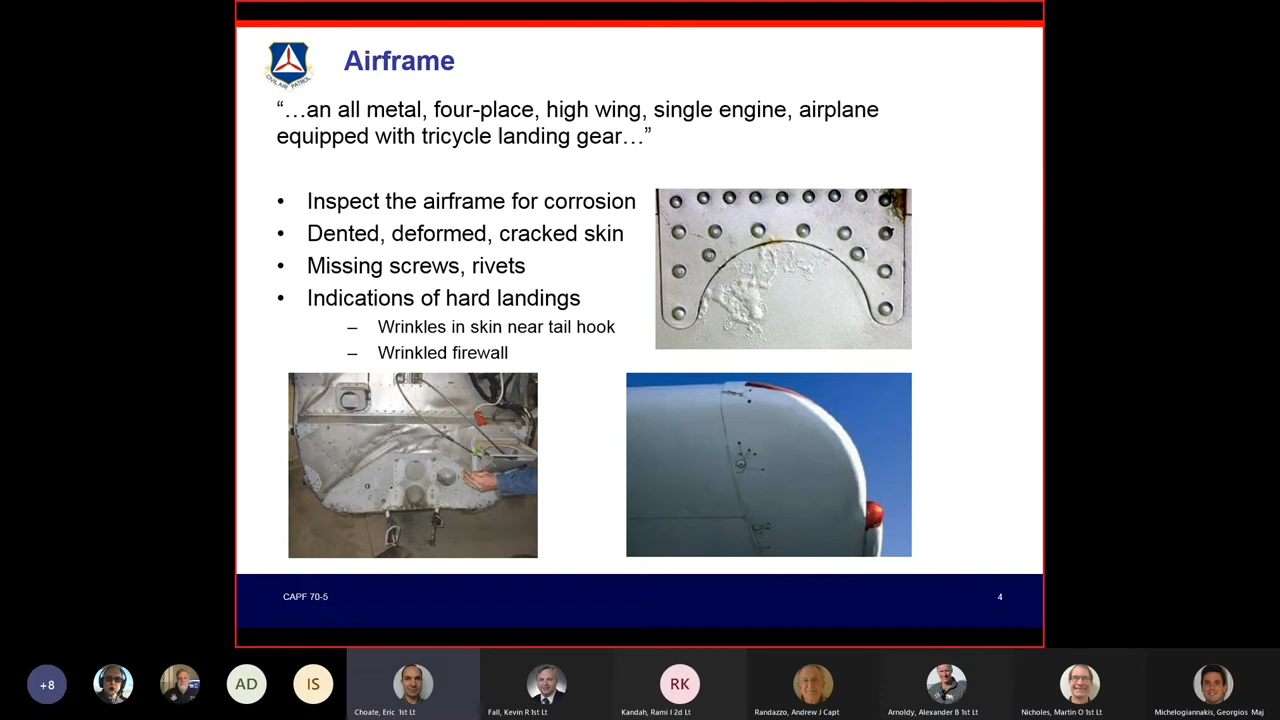 Airframe
CIVIL AIR PATROL
“…an all metal, four-place, high wing, single engine, airplane
equipped with tricycle landing gear…”
• Inspect the airframe for corrosion
• Dented, deformed, cracked skin
• Missing screws, rivets
• Indications of hard landings
– Wrinkles in skin near tail hook
– Wrinkled firewall
CAPF 70-5
4
+8
AD
IS
RK
Choate, Eric 1st Lt
Fall, Kevin R 1st Lt
Kandah, Rami I 2d Lt
Randazzo, Andrew J Capt
Arnoldy, Alexander B 1st Lt
Nicholes, Martin O 1st Lt
Michelogiannakis, Georgios Maj